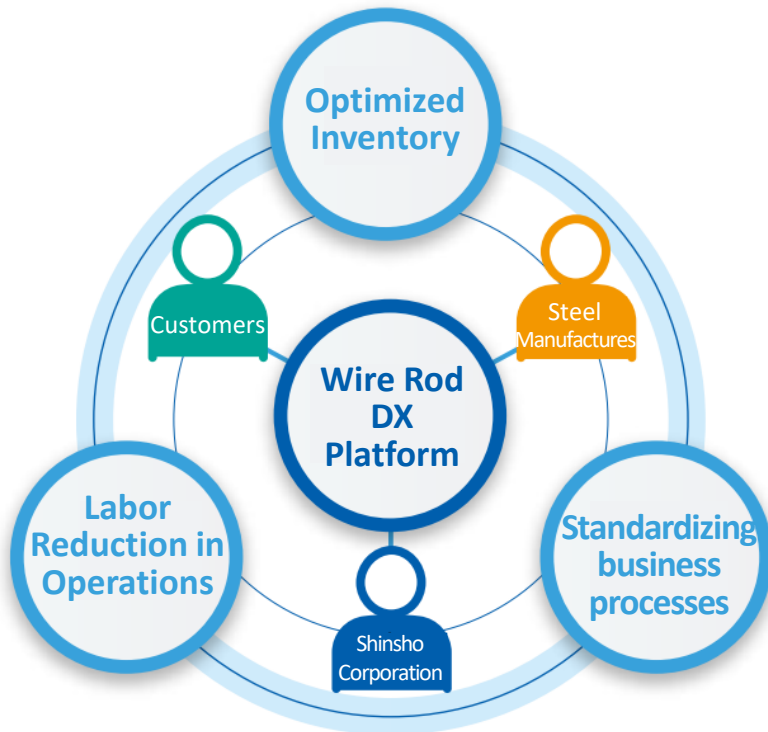 Optimized
Inventory
Customers
Steel
Manufactures
Wire Rod
DX
Platform
Labor
Reduction in
Operations
Standardizing
business
processes
Shinsho
Corporation